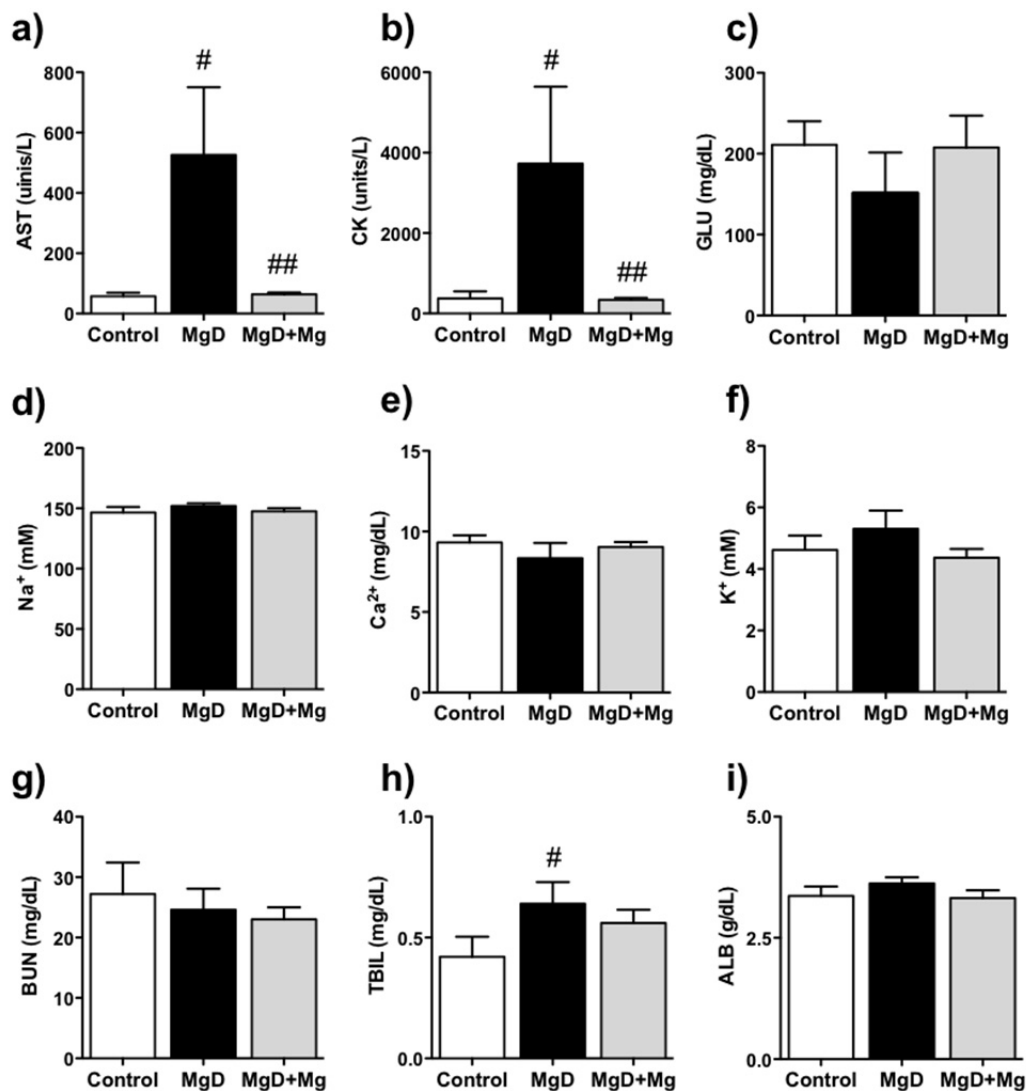 a)
#
##
AST (uinis/L)
800
600
400
200
0
Control MgD MgD+Mg
b)
#
##
CK (units/L)
6000
4000
2000
0
Control MgD MgD+Mg
c)
GLU (mg/dL)
300
200
100
0
Control MgD MgD+Mg
d)
Na⁺ (mM)
200
150
100
50
0
Control MgD MgD+Mg
e)
Ca²⁺ (mg/dL)
15
10
5
0
Control MgD MgD+Mg
f)
K⁺ (mM)
8
6
4
2
0
Control MgD MgD+Mg
g)
BUN (mg/dL)
40
30
20
10
0
Control MgD MgD+Mg
h)
#
TBIL (mg/dL)
1.0
0.5
0.0
Control MgD MgD+Mg
i)
ALB (g/dL)
5.0
2.5
0.0
Control MgD MgD+Mg